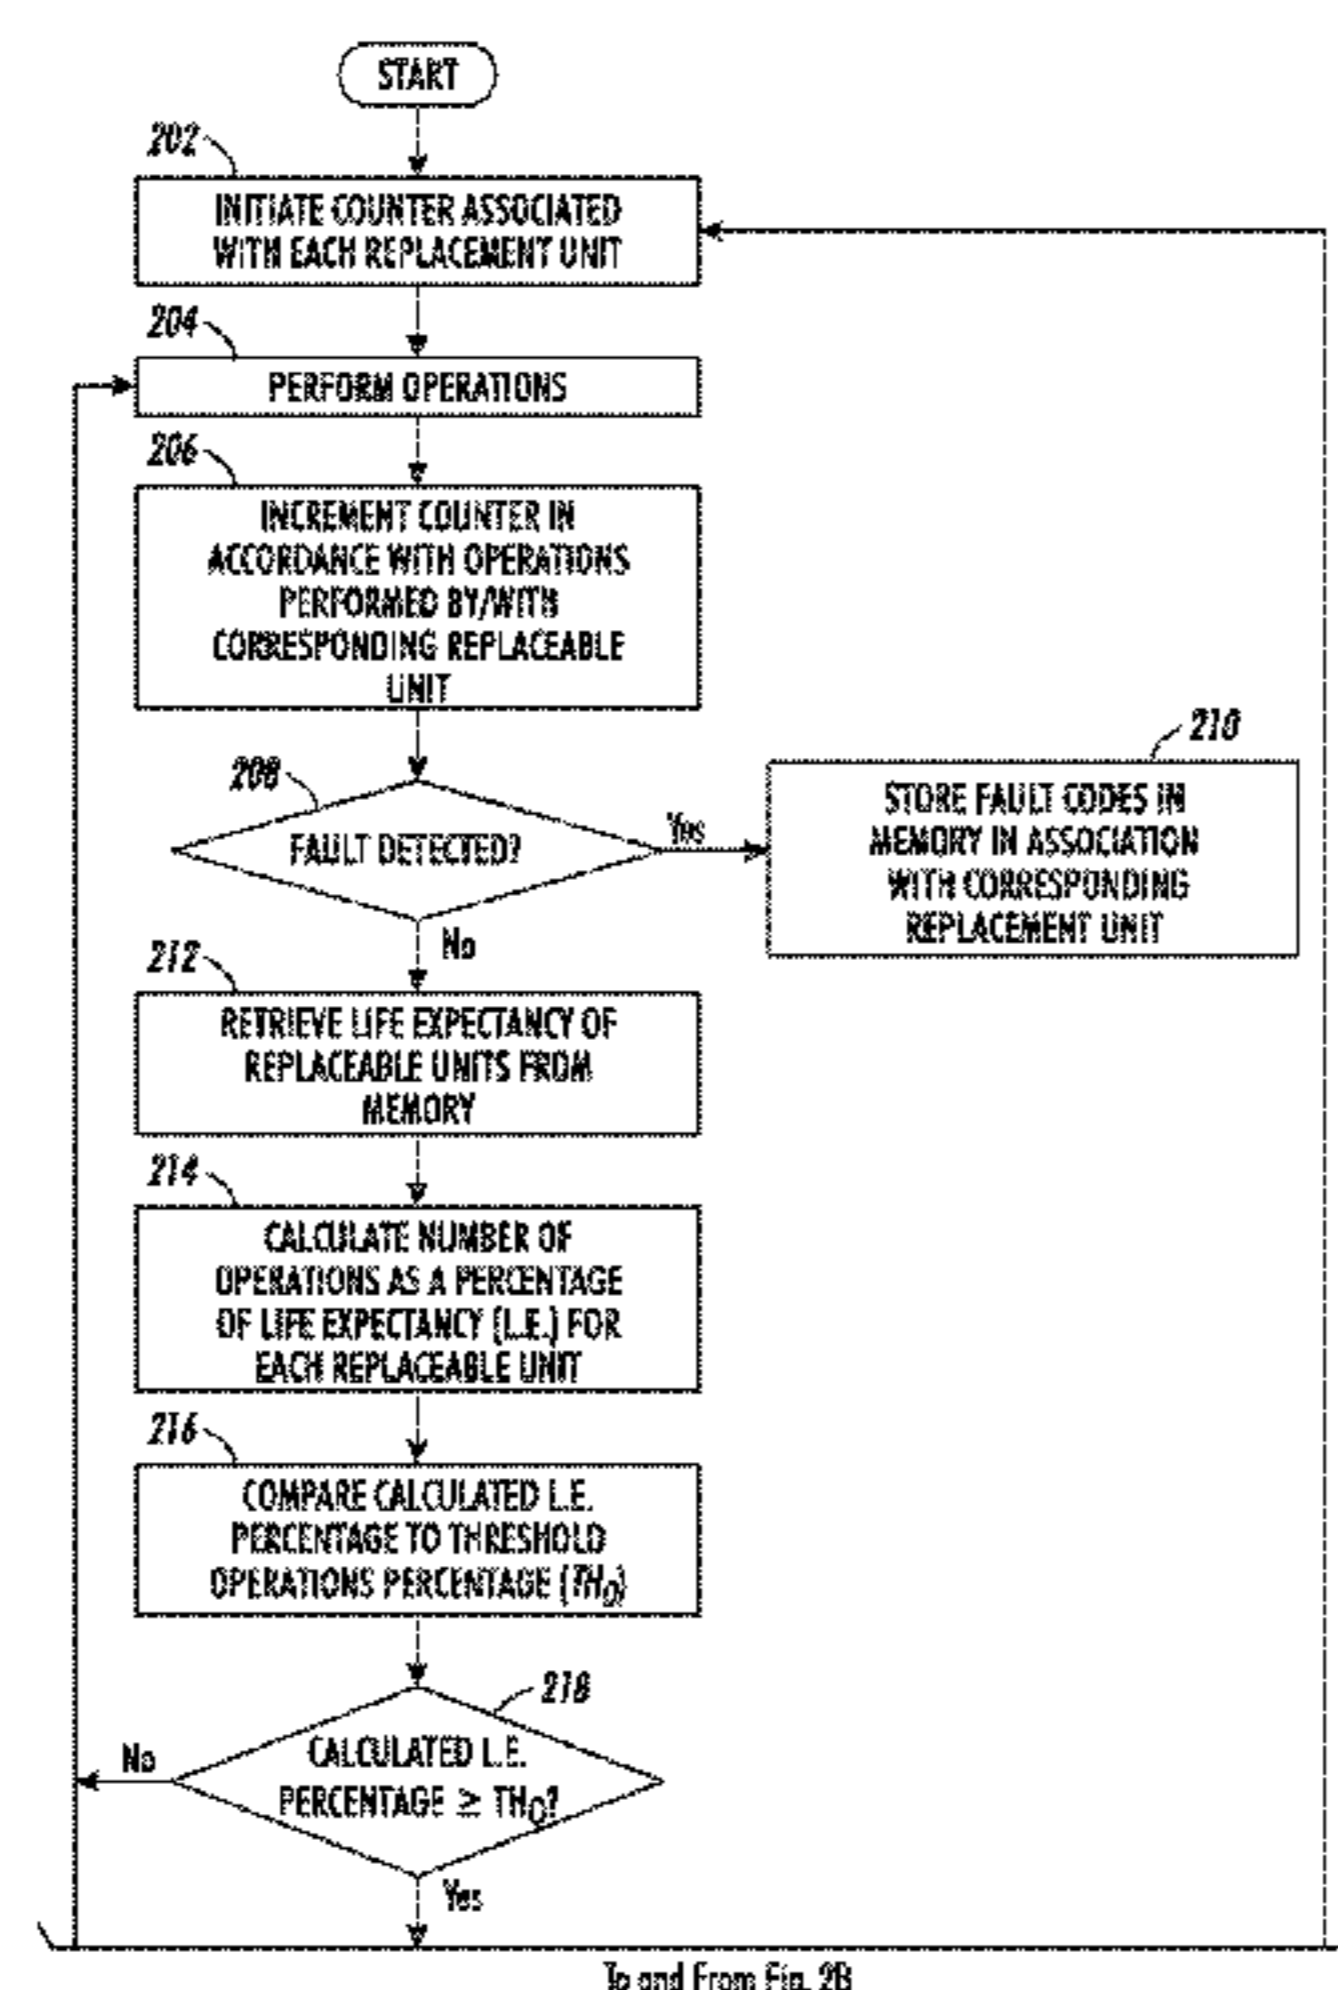 START
202
INITIATE COUNTER ASSOCIATED
WITH EACH REPLACEMENT UNIT
204
PERFORM OPERATIONS
206
INCREMENT COUNTER IN
ACCORDANCE WITH OPERATIONS
PERFORMED BY/WITH
CORRESPONDING REPLACEABLE
UNIT
208
FAULT DETECTED?
Yes
210
STORE FAULT CODES IN
MEMORY IN ASSOCIATION
WITH CORRESPONDING
REPLACEMENT UNIT
No
212
RETRIEVE LIFE EXPECTANCY OF
REPLACEABLE UNITS FROM
MEMORY
214
CALCULATE NUMBER OF
OPERATIONS AS A PERCENTAGE
OF LIFE EXPECTANCY (L.E.) FOR
EACH REPLACEABLE UNIT
216
COMPARE CALCULATED L.E.
PERCENTAGE TO THRESHOLD
OPERATIONS PERCENTAGE (TH_O)
218
CALCULATED L.E.
PERCENTAGE ≥ TH_O?
No
Yes
To and From Fig. 2B